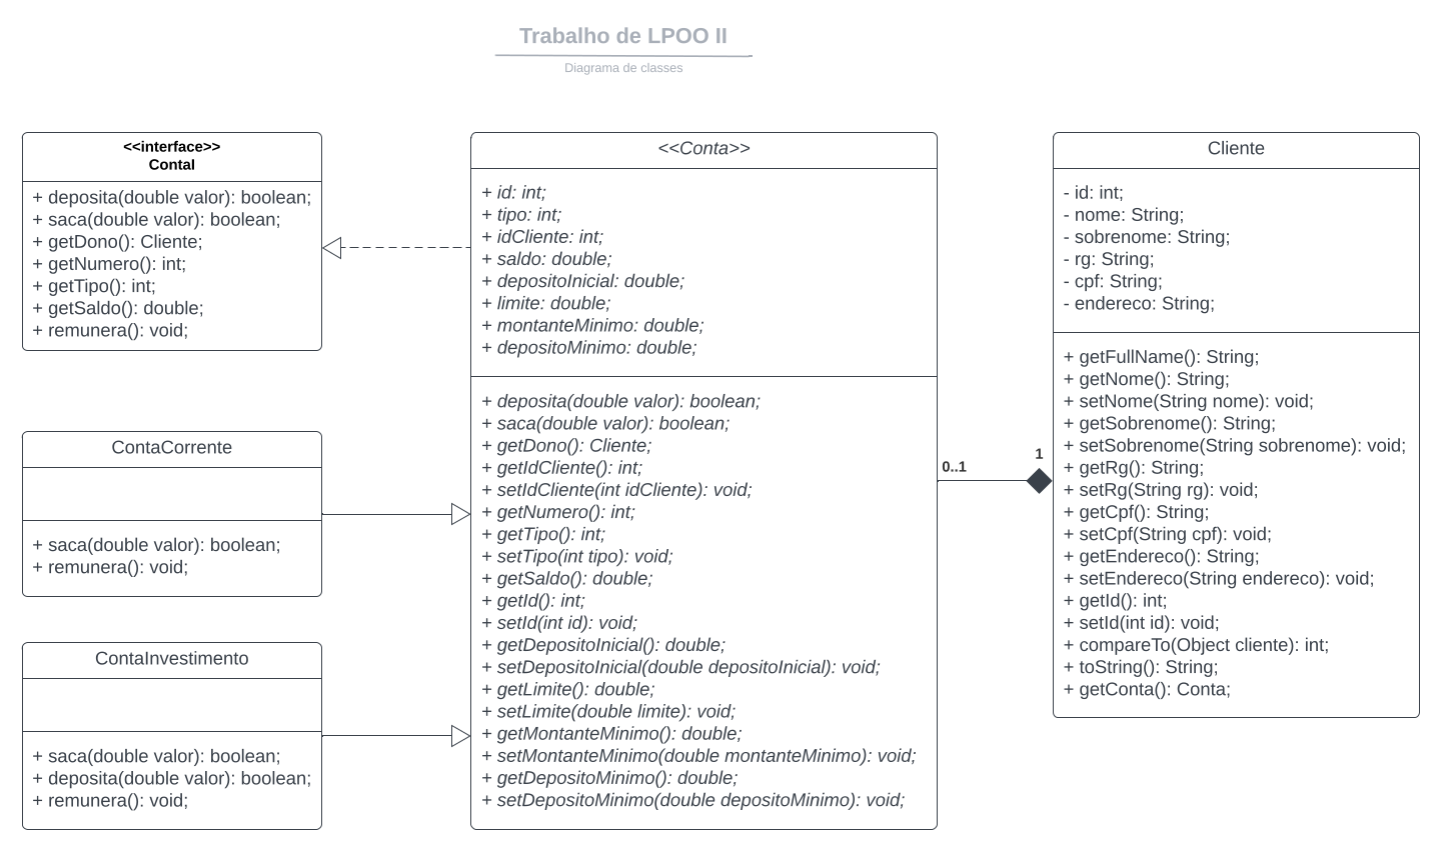 Trabalho de LPOO II
Diagrama de classes
<<interface>>
ContaI
+ deposita(double valor): boolean;
+ saca(double valor): boolean;
+ getDono(): Cliente;
+ getNumero(): int;
+ getTipo(): int;
+ getSaldo(): double;
+ remunera(): void;
ContaCorrente
+ saca(double valor): boolean;
+ remunera(): void;
ContaInvestimento
+ saca(double valor): boolean;
+ deposita(double valor): boolean;
+ remunera(): void;
<<Conta>>
+ id: int;
+ tipo: int;
+ idCliente: int;
+ saldo: double;
+ depositoInicial: double;
+ limite: double;
+ montanteMinimo: double;
+ depositoMinimo: double;
+ deposita(double valor): boolean;
+ saca(double valor): boolean;
+ getDono(): Cliente;
+ getIdCliente(): int;
+ setIdCliente(int idCliente): void;
+ getNumero(): int;
+ getTipo(): int;
+ setTipo(int tipo): void;
+ getSaldo(): double;
+ getId(): int;
+ setId(int id): void;
+ getDepositoInicial(): double;
+ setDepositoInicial(double depositoInicial): void;
+ getLimite(): double;
+ setLimite(double limite): void;
+ getMontanteMinimo(): double;
+ setMontanteMinimo(double montanteMinimo): void;
+ getDepositoMinimo(): double;
+ setDepositoMinimo(double depositoMinimo): void;
0..1
1
Cliente
- id: int;
- nome: String;
- sobrenome: String;
- rg: String;
- cpf: String;
- endereco: String;
+ getFullName(): String;
+ getNome(): String;
+ setNome(String nome): void;
+ getSobrenome(): String;
+ setSobrenome(String sobrenome): void;
+ getRg(): String;
+ setRg(String rg): void;
+ getCpf(): String;
+ setCpf(String cpf): void;
+ getEndereco(): String;
+ setEndereco(String endereco): void;
+ getId(): int;
+ setId(int id): void;
+ compareTo(Object cliente): int;
+ toString(): String;
+ getConta(): Conta;